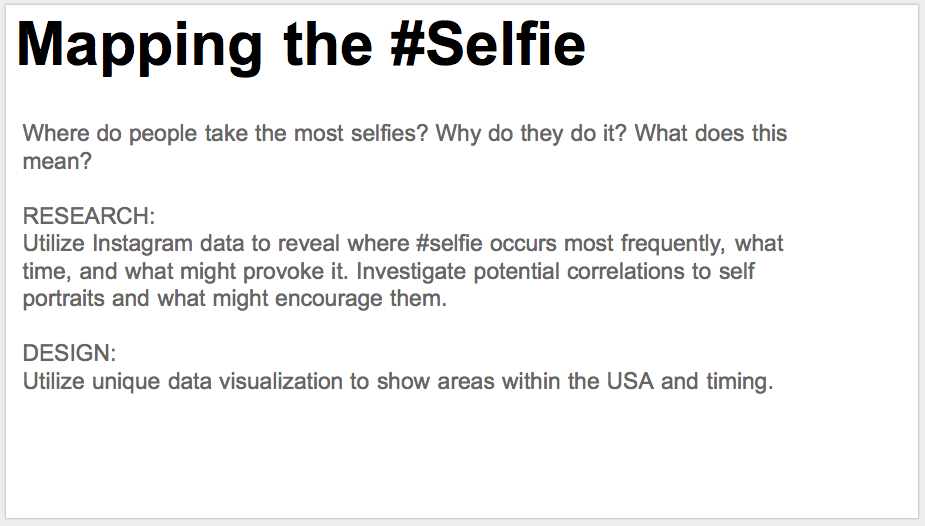 Mapping the #Selfie
Where do people take the most selfies? Why do they do it? What does this
mean?
RESEARCH:
Utilize Instagram data to reveal where #selfie occurs most frequently, what
time, and what might provoke it. Investigate potential correlations to self
portraits and what might encourage them.
DESIGN:
Utilize unique data visualization to show areas within the USA and timing.